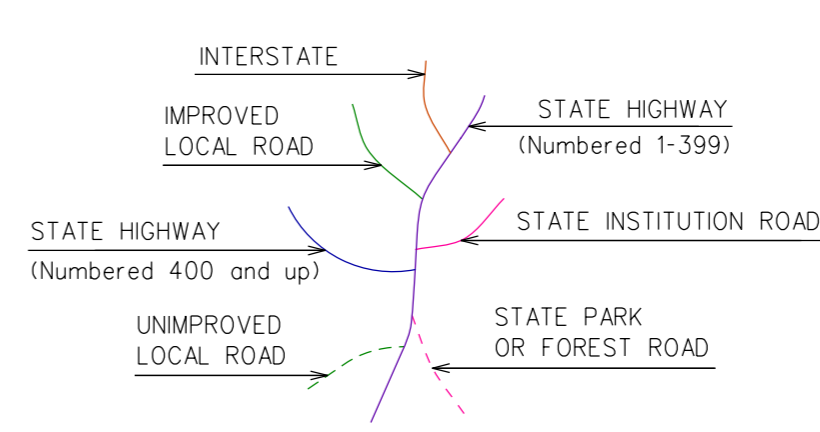 INTERSTATE
IMPROVED
LOCAL ROAD
STATE HIGHWAY
(Numbered 1-399)
STATE HIGHWAY
(Numbered 400 and up)
STATE INSTITUTION ROAD
UNIMPROVED
LOCAL ROAD
STATE PARK
OR FOREST ROAD